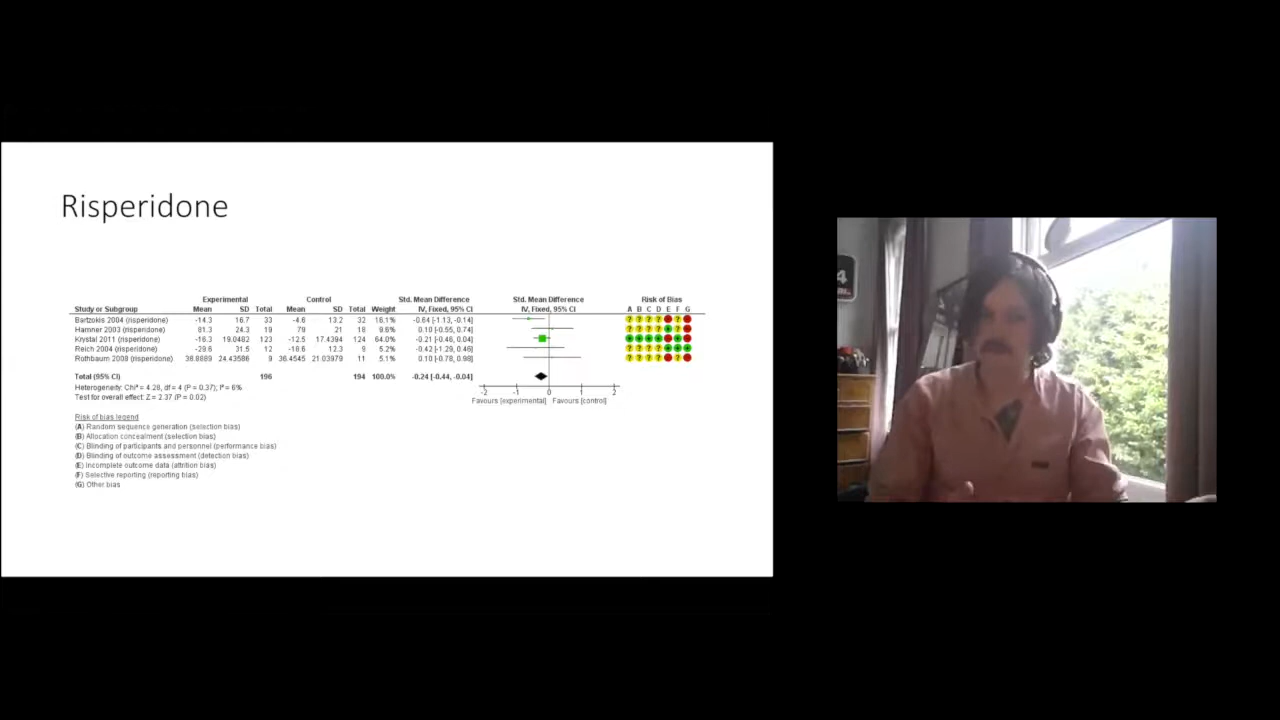 Risperidone
Experimental Control Std. Mean Difference Std. Mean Difference Risk of Bias
Study or Subgroup Mean SD Total Mean SD Total Weight IV, Fixed, 95% CI IV, Fixed, 95% CI A B C D E F G
Bartzokis 2004 (risperidone) -14.3 16.7 33 -4.6 13.2 32 16.1% -0.64 [-1.13, -0.14]
Hamner 2003 (risperidone) 81.3 24.3 19 79 21 18 9.6% 0.10 [-0.55, 0.74]
Krystal 2011 (risperidone) -16.3 19.0482 123 -12.5 17.4394 124 64.0% -0.21 [-0.46, 0.04]
Reich 2004 (risperidone) -29.6 31.5 12 -18.6 12.3 9 5.2% -0.42 [-1.29, 0.46]
Rothbaum 2008 (risperidone) 38.8889 24.43586 9 36.4545 21.03979 11 5.1% 0.10 [-0.78, 0.98]
Total (95% CI) 196 194 100.0% -0.24 [-0.44, -0.04]
Heterogeneity: Chi² = 4.29, df = 4 (P = 0.37); I² = 6%
Test for overall effect: Z = 2.37 (P = 0.02)
-2 -1 0 1 2
Favours [experimental] Favours [control]
Risk of bias legend
(A) Random sequence generation (selection bias)
(B) Allocation concealment (selection bias)
(C) Blinding of participants and personnel (performance bias)
(D) Blinding of outcome assessment (detection bias)
(E) Incomplete outcome data (attrition bias)
(F) Selective reporting (reporting bias)
(G) Other bias
4